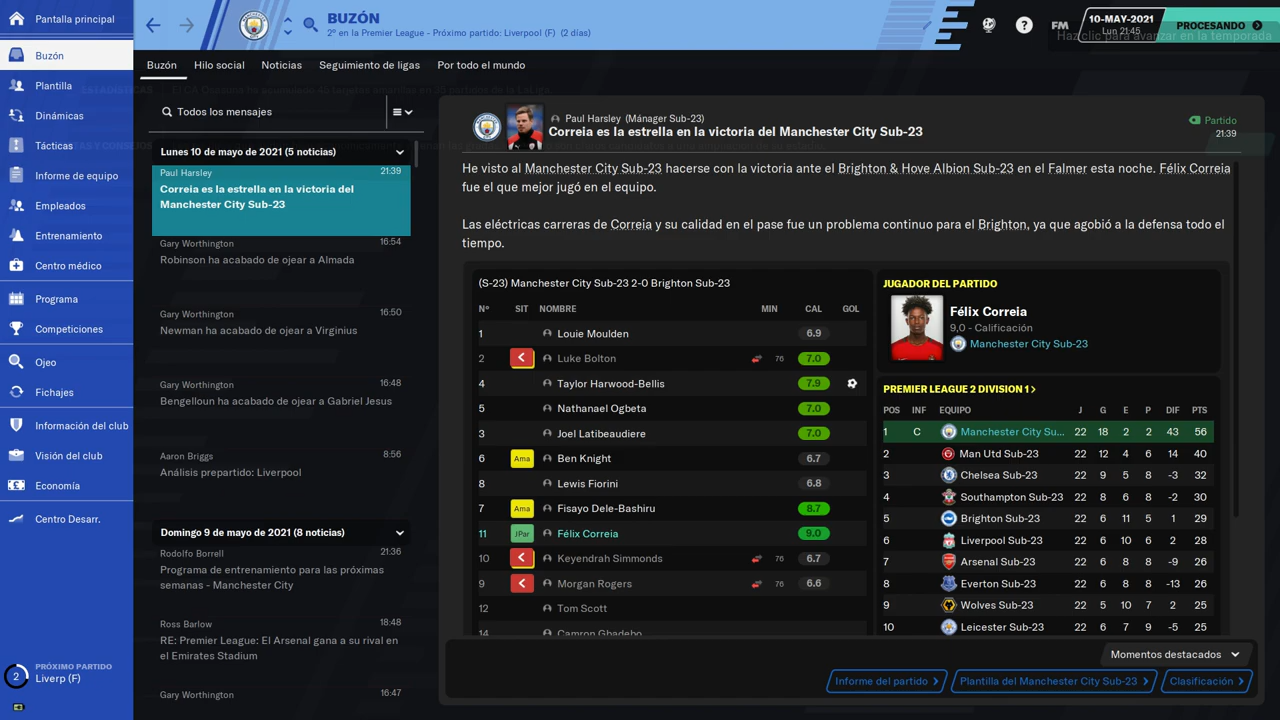 Pantalla principal
Buzón
Plantilla
Dinámicas
Tácticas
Informe de equipo
Empleados
Entrenamiento
Centro médico
Programa
Competiciones
Ojeo
Fichajes
Información del club
Visión del club
Economía
Centro Desarr.
2
PRÓXIMO PARTIDO
Liverp (F)
BUZÓN
2º en la Premier League - Próximo partido: Liverpool (F) (2 días)
FM
10-MAY-2021
Lun 21:45
PROCESANDO
Haz clic para avanzar en la temporada
Buzón Hilo social Noticias Seguimiento de ligas Por todo el mundo
Todos los mensajes
Lunes 10 de mayo de 2021 (5 noticias)
Paul Harsley 21:39
Correia es la estrella en la victoria del
Manchester City Sub-23
Gary Worthington 16:54
Robinson ha acabado de ojear a Almada
Gary Worthington 16:50
Newman ha acabado de ojear a Virginius
Gary Worthington 16:48
Bengelloun ha acabado de ojear a Gabriel Jesus
Aaron Briggs 8:56
Análisis prepartido: Liverpool
Domingo 9 de mayo de 2021 (8 noticias)
Rodolfo Borrell 21:36
Programa de entrenamiento para las próximas
semanas - Manchester City
Ross Barlow 18:48
RE: Premier League: El Arsenal gana a su rival en
el Emirates Stadium
Gary Worthington 16:47
Paul Harsley (Mánager Sub-23)
Correia es la estrella en la victoria del Manchester City Sub-23
Partido
21:39
He visto al Manchester City Sub-23 hacerse con la victoria ante el Brighton & Hove Albion Sub-23 en el Falmer esta noche. Félix Correia
fue el que mejor jugó en el equipo.
Las eléctricas carreras de Correia y su calidad en el pase fue un problema continuo para el Brighton, ya que agobió a la defensa todo el
tiempo.
(S-23) Manchester City Sub-23 2-0 Brighton Sub-23
Nº SIT NOMBRE MIN CAL GOL
1 Louie Moulden 6.9
2 Luke Bolton 76 7.0
4 Taylor Harwood-Bellis 7.9
5 Nathanael Ogbeta 7.0
3 Joel Latibeaudiere 7.0
6 Ama Ben Knight 6.7
8 Lewis Fiorini 6.8
7 Ama Fisayo Dele-Bashiru 8.7
11 JPar Félix Correia 9.0
10 Keyendrah Simmonds 76 6.7
9 Morgan Rogers 76 6.6
12 Tom Scott
14 Camron Gbadebo
JUGADOR DEL PARTIDO
Félix Correia
9,0 - Calificación
Manchester City Sub-23
PREMIER LEAGUE 2 DIVISION 1 >
POS INF EQUIPO J G E P DIF PTS
1 C Manchester City Su... 22 18 2 2 43 56
2 Man Utd Sub-23 22 12 4 6 14 40
3 Chelsea Sub-23 22 9 5 8 -3 32
4 Southampton Sub-23 22 8 6 8 -2 30
5 Brighton Sub-23 22 6 11 5 1 29
6 Liverpool Sub-23 22 6 10 6 2 28
7 Arsenal Sub-23 22 6 8 8 -9 26
8 Everton Sub-23 22 6 8 8 -13 26
9 Wolves Sub-23 22 5 10 7 2 25
10 Leicester Sub-23 22 6 7 9 -5 25
Momentos destacados
Informe del partido > Plantilla del Manchester City Sub-23 > Clasificación >